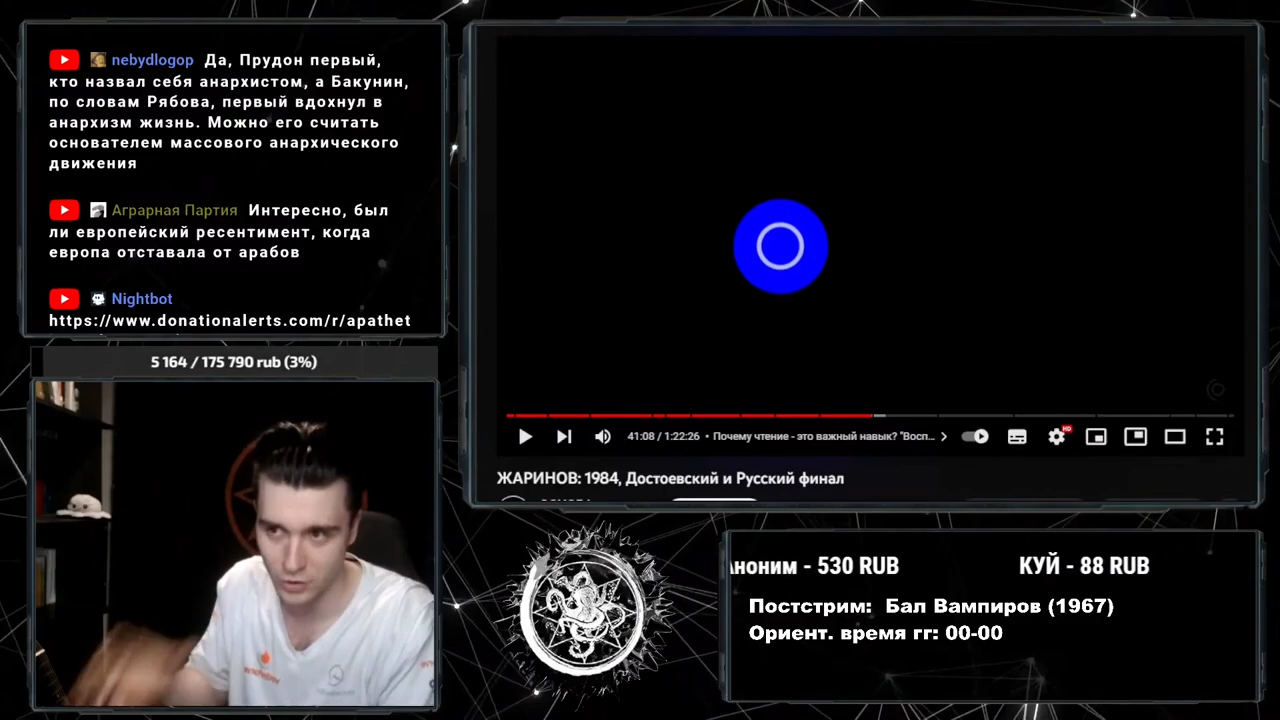 nebydlogop Да, Прудон первый,
кто назвал себя анархистом, а Бакунин,
по словам Рябова, первый вдохнул в
анархизм жизнь. Можно его считать
основателем массового анархического
движения
Аграрная Партия Интересно, был
ли европейский ресентимент, когда
европа отставала от арабов
Nightbot
https://www.donationalerts.com/r/apathet
5 164 / 175 790 rub (3%)
41:08 / 1:22:26 • Почему чтение - это важный навык? "Восп...
HD
ЖАРИНОВ: 1984, Достоевский и Русский финал
Аноним - 530 RUB КУЙ - 88 RUB
Постстрим: Бал Вампиров (1967)
Ориент. время гг: 00-00